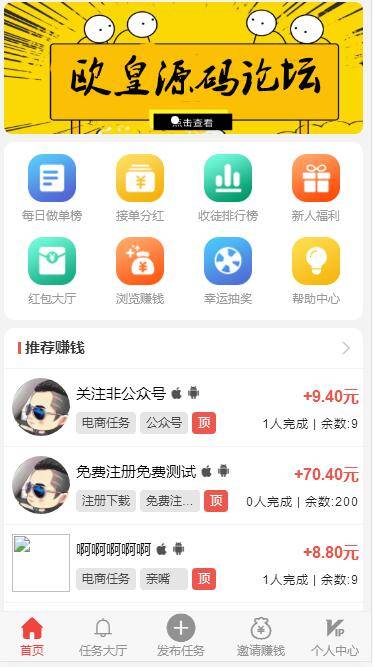 欧皇源码论坛
点击查看
每日做单榜 接单分红 收徒排行榜 新人福利
红包大厅 浏览赚钱 幸运抽奖 帮助中心
推荐赚钱
关注非公众号 +9.40元
电商任务 公众号 顶 1人完成 | 余数:9
免费注册免费测试 +70.40元
注册下载 免费注... 顶 0人完成 | 余数:200
啊啊啊啊啊 +8.80元
电商任务 亲嘴 顶 1人完成 | 余数:9
首页 任务大厅 发布任务 邀请赚钱 VIP 个人中心